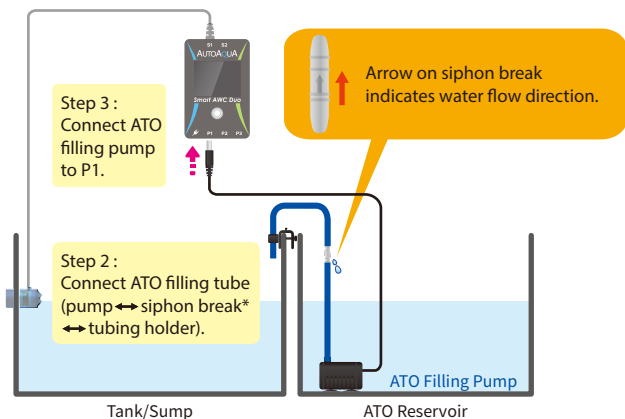 S1 S2
AUTOAQUA
Smart AWC Duo
P1 P2 P3
Arrow on siphon break
indicates water flow direction.
Step 3 :
Connect ATO
filling pump
to P1.
Step 2 :
Connect ATO filling tube
(pump ↔ siphon break*
↔ tubing holder).
ATO Filling Pump
Tank/Sump
ATO Reservoir